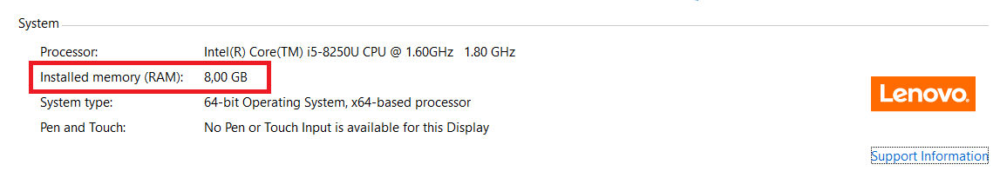 System
Processor: Intel(R) Core(TM) i5-8250U CPU @ 1.60GHz 1.80 GHz
Installed memory (RAM): 8,00 GB
System type: 64-bit Operating System, x64-based processor
Pen and Touch: No Pen or Touch Input is available for this Display
Lenovo.
Support Information